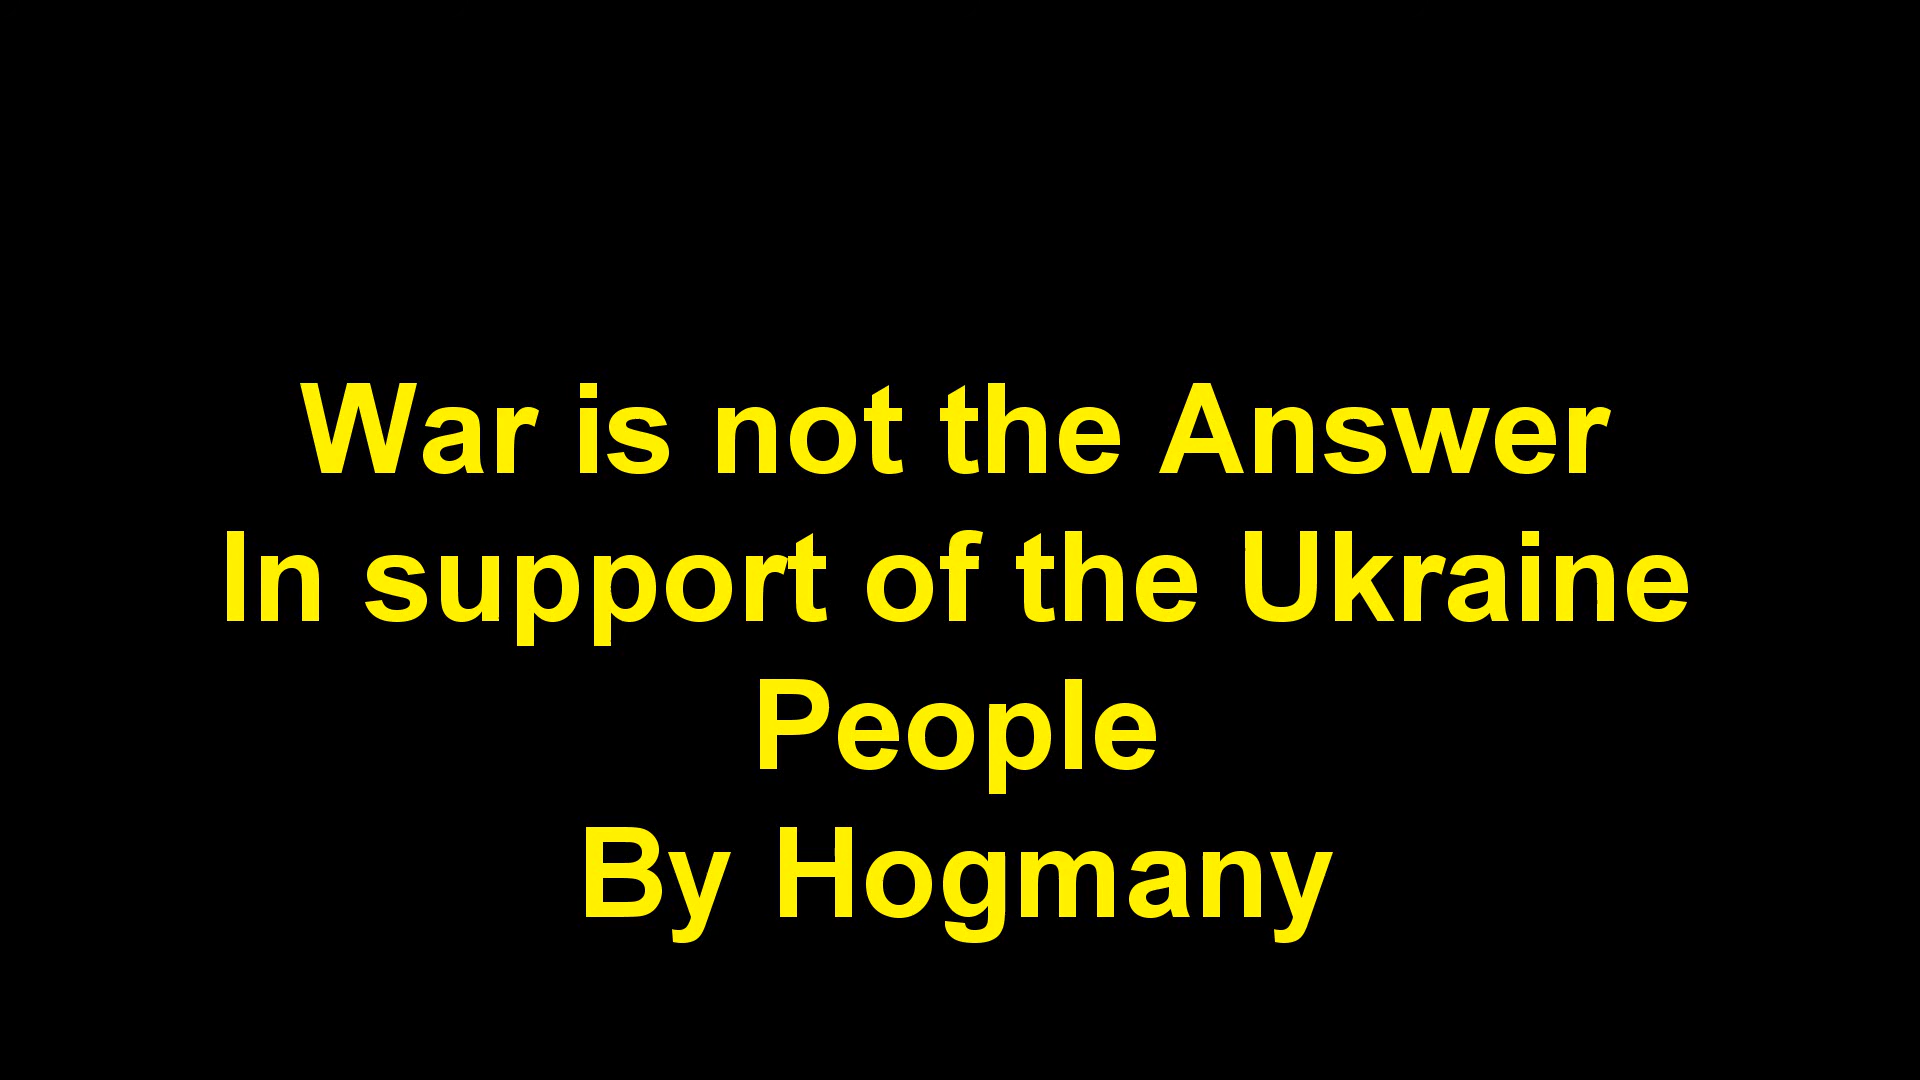 War is not the Answer
In support of the Ukraine
People
By Hogmany